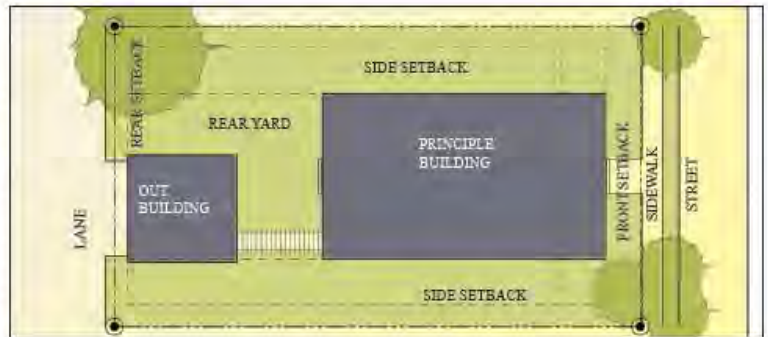 SIDE SETBACK
REAR SETBACK
REAR YARD
PRINCIPLE
BUILDING
OUT
BUILDING
LANE
FRONT SETBACK
SIDEWALK
STREET
SIDE SETBACK